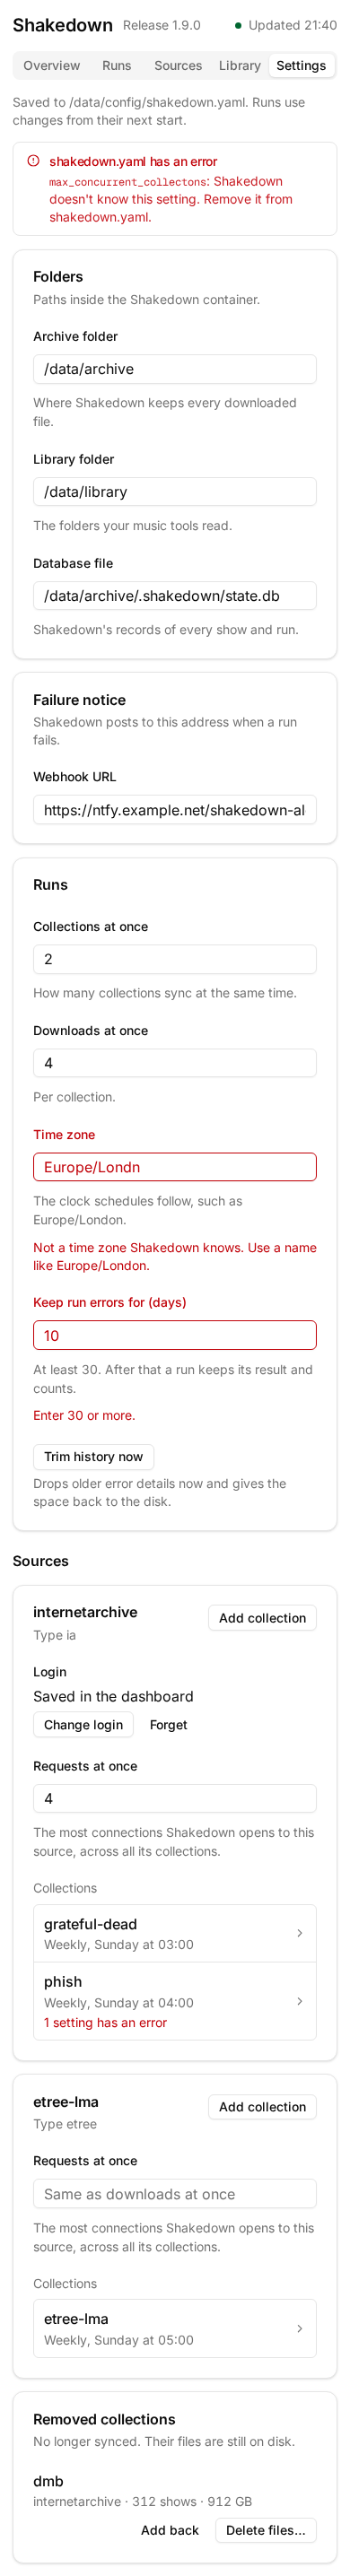 Shakedown Release 1.9.0 Updated 21:40
Overview Runs Sources Library Settings
Saved to /data/config/shakedown.yaml. Runs use
changes from their next start.
shakedown.yaml has an error
max_concurrent_collectons: Shakedown
doesn't know this setting. Remove it from
shakedown.yaml.
Folders
Paths inside the Shakedown container.
Archive folder
/data/archive
Where Shakedown keeps every downloaded
file.
Library folder
/data/library
The folders your music tools read.
Database file
/data/archive/.shakedown/state.db
Shakedown's records of every show and run.
Failure notice
Shakedown posts to this address when a run
fails.
Webhook URL
https://ntfy.example.net/shakedown-al
Runs
Collections at once
2
How many collections sync at the same time.
Downloads at once
4
Per collection.
Time zone
Europe/Londn
The clock schedules follow, such as
Europe/London.
Not a time zone Shakedown knows. Use a name
like Europe/London.
Keep run errors for (days)
10
At least 30. After that a run keeps its result and
counts.
Enter 30 or more.
Trim history now
Drops older error details now and gives the
space back to the disk.
Sources
internetarchive Add collection
Type ia
Login
Saved in the dashboard
Change login Forget
Requests at once
4
The most connections Shakedown opens to this
source, across all its collections.
Collections
grateful-dead
Weekly, Sunday at 03:00
phish
Weekly, Sunday at 04:00
1 setting has an error
etree-lma Add collection
Type etree
Requests at once
Same as downloads at once
The most connections Shakedown opens to this
source, across all its collections.
Collections
etree-lma
Weekly, Sunday at 05:00
Removed collections
No longer synced. Their files are still on disk.
dmb
internetarchive · 312 shows · 912 GB
Add back Delete files...